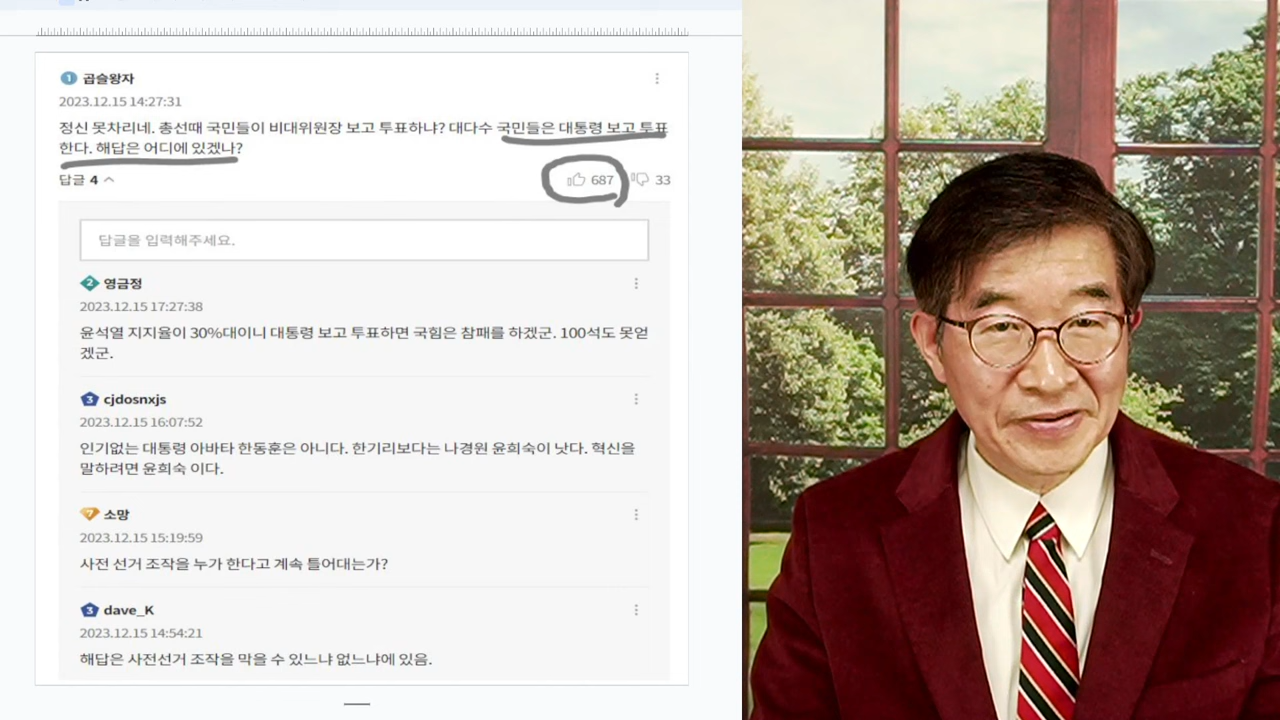 곱슬왕자
2023.12.15 14:27:31
정신 못차리네. 총선때 국민들이 비대위원장 보고 투표하냐? 대다수 국민들은 대통령 보고 투표
한다. 해답은 어디에 있겠나?
답글 4
687 33
답글을 입력해주세요.
2 영금정
2023.12.15 17:27:38
윤석열 지지율이 30%대이니 대통령 보고 투표하면 국힘은 참패를 하겠군. 100석도 못얻
겠군.
3 cjdosnxjs
2023.12.15 16:07:52
인기없는 대통령 아바타 한동훈은 아니다. 한기리보다는 나경원 윤희숙이 낫다. 혁신을
말하려면 윤희숙 이다.
7 소망
2023.12.15 15:19:59
사전 선거 조작을 누가 한다고 계속 틀어대는가?
3 dave_K
2023.12.15 14:54:21
해답은 사전선거 조작을 막을 수 있느냐 없느냐에 있음.